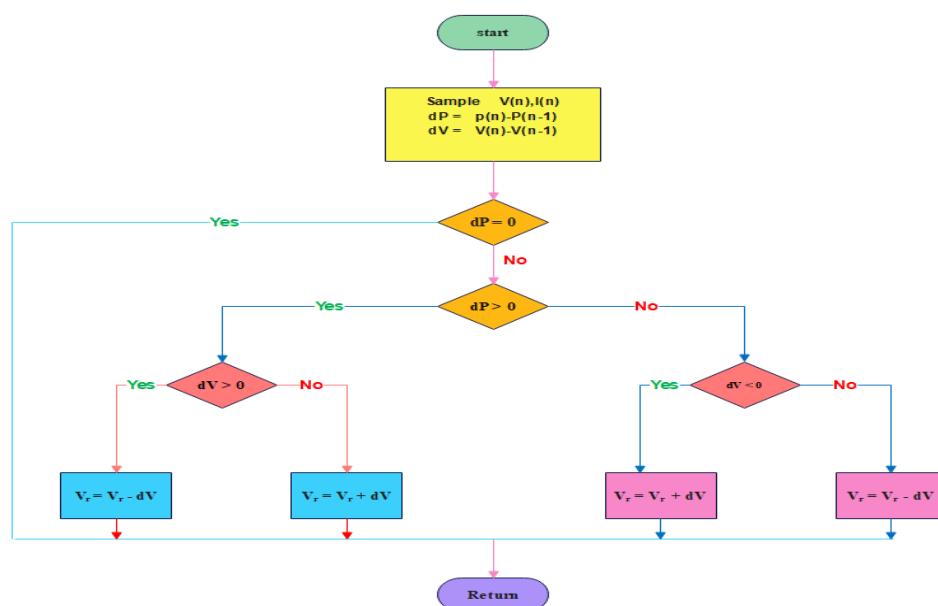 start
Sample V(n),I(n)
dP = p(n)-P(n-1)
dV = V(n)-V(n-1)
Yes
dP = 0
No
Yes
dP > 0
No
Yes
dV > 0
No
Yes
dV < 0
No
Vᵣ = Vᵣ - dV
Vᵣ = Vᵣ + dV
Vᵣ = Vᵣ + dV
Vᵣ = Vᵣ - dV
Return